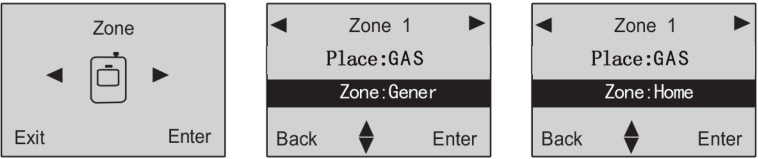 Zone
Exit Enter
Zone 1
Place:GAS
Zone:Gener
Back Enter
Zone 1
Place:GAS
Zone:Home
Back Enter